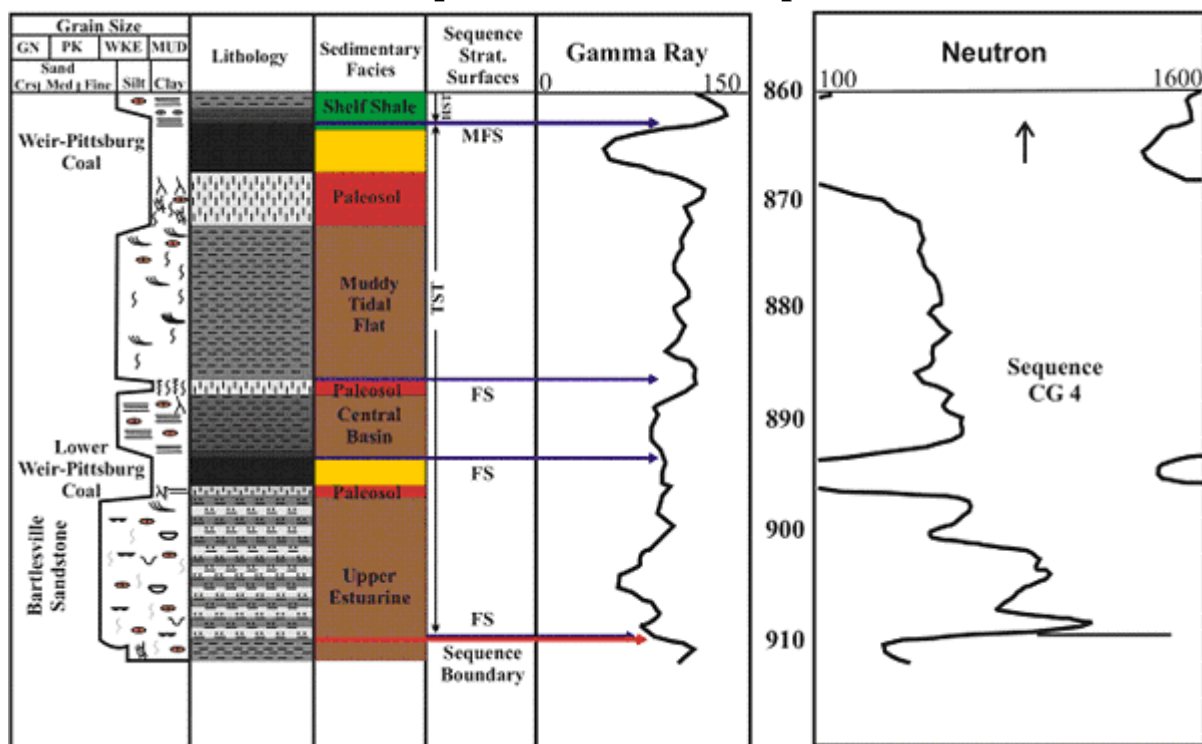 Grain Size
GN PK WKE MUD
Sand
Crs Med Fine Silt Clay
Lithology
Sedimentary
Facies
Sequence
Strat.
Surfaces
Gamma Ray
0 150
Neutron
100 1600
860
870
880
890
900
910
Shelf Shale
HST
MFS
Weir-Pittsburg
Coal
Paleosol
Muddy
Tidal
Flat
TST
FS
Paleosol
Central
Basin
Lower
Weir-Pittsburg
Coal
FS
Paleosol
Bartlesville
Sandstone
Upper
Estuarine
FS
Sequence
Boundary
Sequence
CG 4